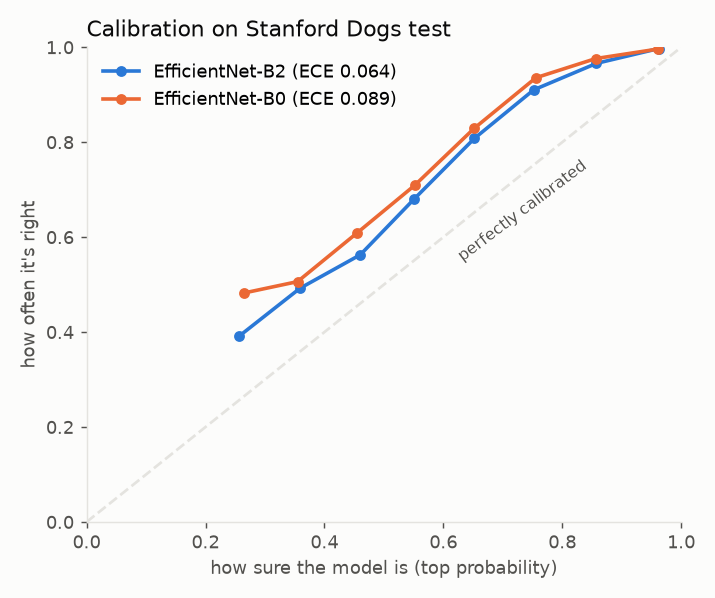 Calibration on Stanford Dogs test
EfficientNet-B2 (ECE 0.064)
EfficientNet-B0 (ECE 0.089)
perfectly calibrated
how often it's right
1.0
0.8
0.6
0.4
0.2
0.0
0.0 0.2 0.4 0.6 0.8 1.0
how sure the model is (top probability)